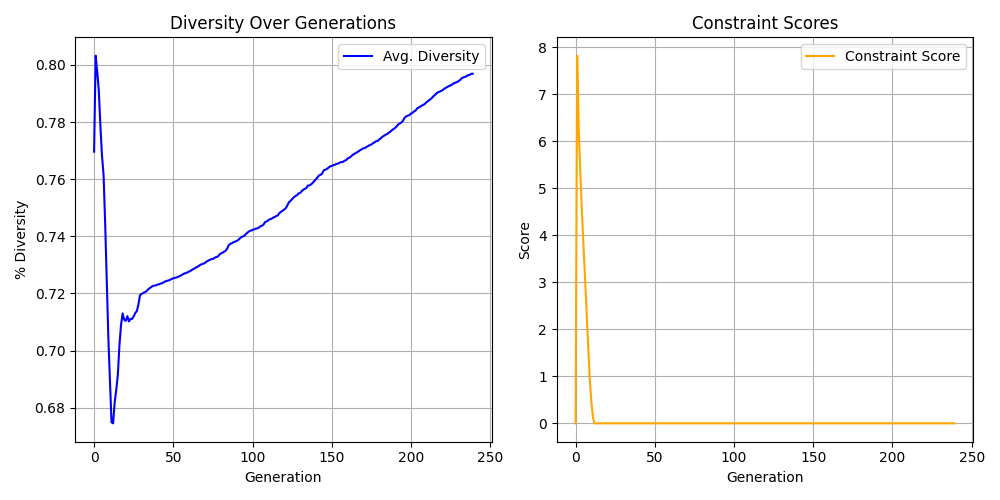 Diversity Over Generations
Avg. Diversity
% Diversity
0.80
0.78
0.76
0.74
0.72
0.70
0.68
0 50 100 150 200 250
Generation
Constraint Scores
Constraint Score
Score
8
7
6
5
4
3
2
1
0
0 50 100 150 200 250
Generation